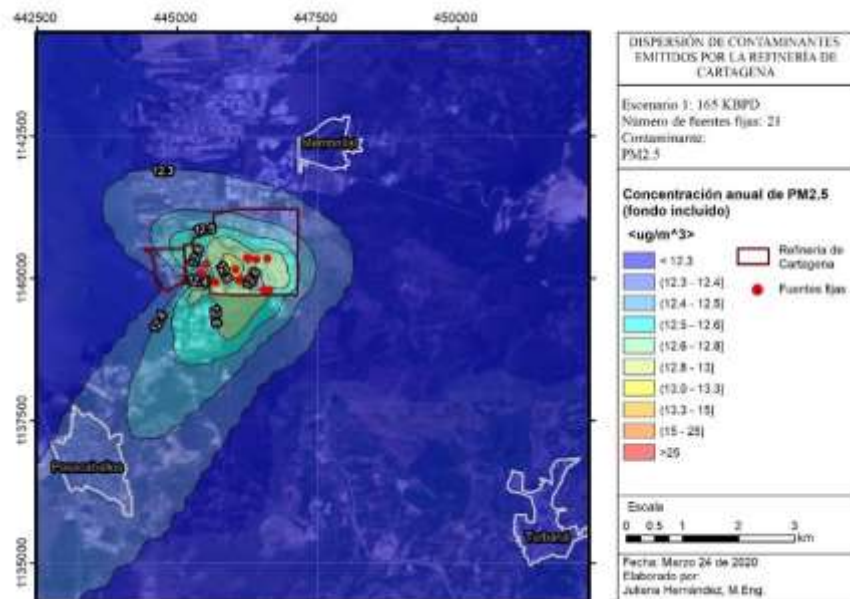 442500 445000 447500 450000
1142500
1140000
1137500
1135000
Mamonal
Pasacaballos
Turbaná
12.3
DISPERSIÓN DE CONTAMINANTES
EMITIDOS POR LA REFINERÍA DE
CARTAGENA
Escenario 1: 165 KBPD
Número de fuentes fijas: 21
Contaminante:
PM2.5
Concentración anual de PM2.5
(fondo incluido)
<ug/m^3>
< 12.3
(12.3 - 12.4]
(12.4 - 12.5]
(12.5 - 12.6]
(12.6 - 12.8]
(12.8 - 13]
(13.0 - 13.3]
(13.3 - 15]
(15 - 25]
>25
Refinería de
Cartagena
Fuentes fijas
Escala
0 0.5 1 2 3
km
Fecha: Marzo 24 de 2020
Elaborado por:
Juliana Hernández, M.Eng.